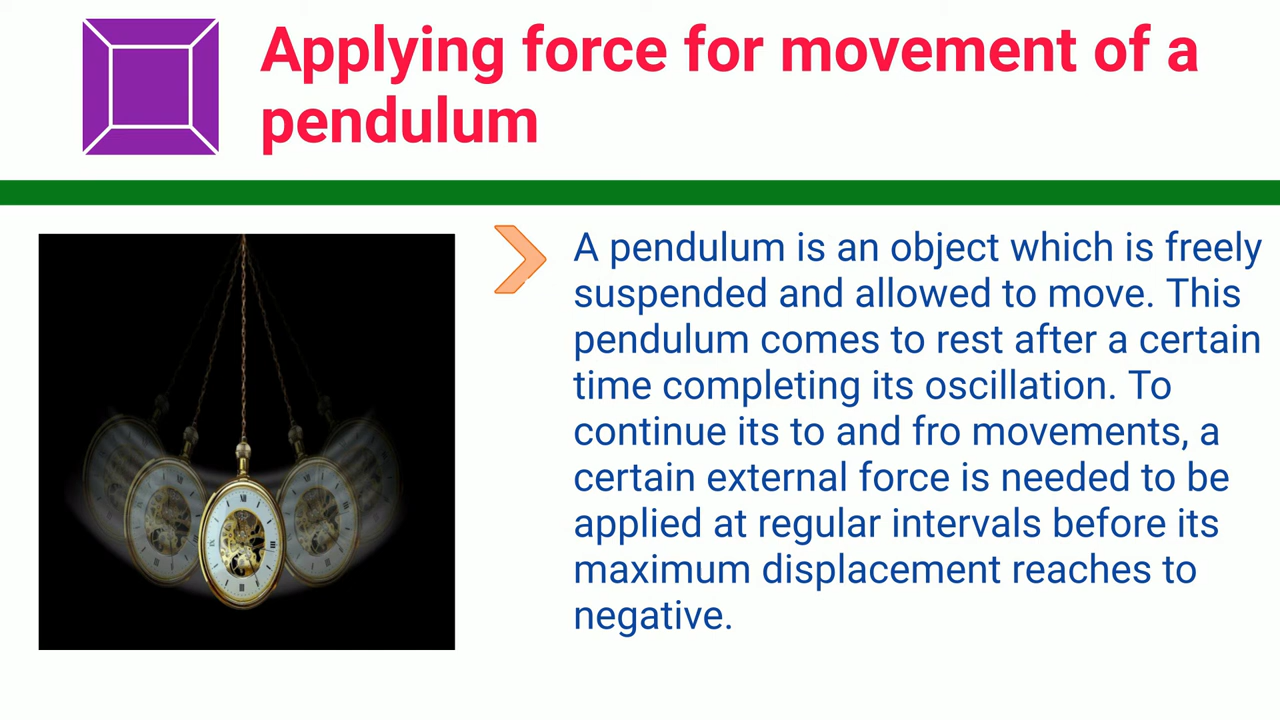 Applying force for movement of a
pendulum
A pendulum is an object which is freely
suspended and allowed to move. This
pendulum comes to rest after a certain
time completing its oscillation. To
continue its to and fro movements, a
certain external force is needed to be
applied at regular intervals before its
maximum displacement reaches to
negative.